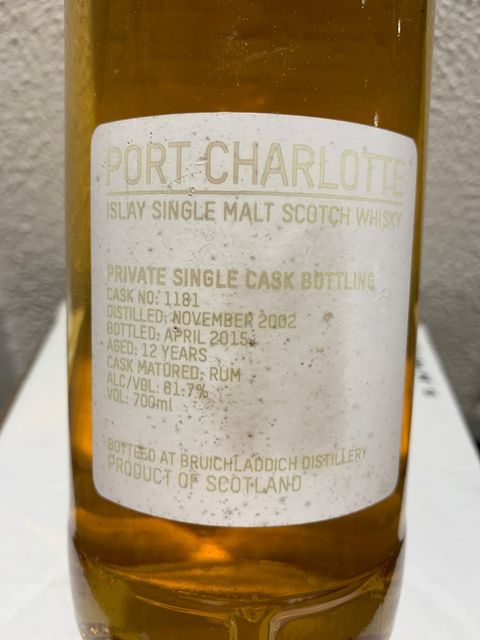 PORT CHARLOTTE
ISLAY SINGLE MALT SCOTCH WHISKY
PRIVATE SINGLE CASK BOTTLING
CASK NO: 1181
DISTILLED: NOVEMBER 2002
BOTTLED: APRIL 2015
AGED: 12 YEARS
CASK MATURED: RUM
ALC/VOL: 61.7%
VOL: 700ml
BOTTLED AT BRUICHLADDICH DISTILLERY
PRODUCT OF SCOTLAND